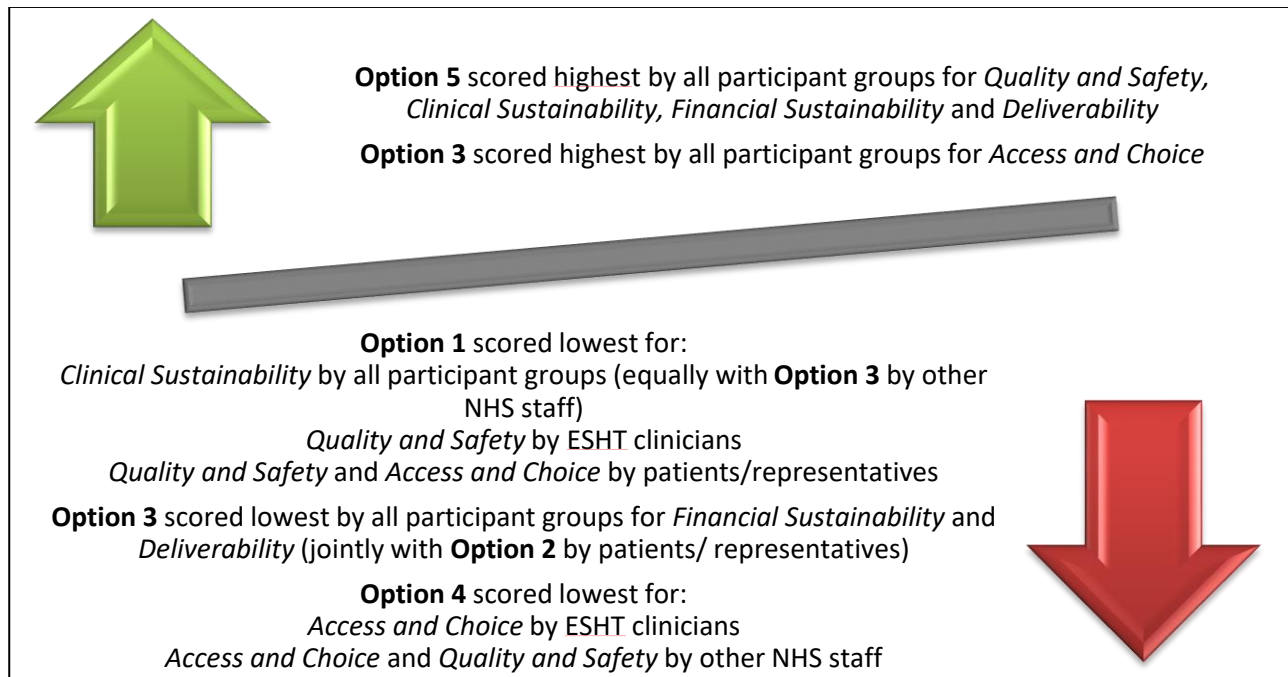 Option 5 scored highest by all participant groups for Quality and Safety,
Clinical Sustainability, Financial Sustainability and Deliverability
Option 3 scored highest by all participant groups for Access and Choice
Option 1 scored lowest for:
Clinical Sustainability by all participant groups (equally with Option 3 by other
NHS staff)
Quality and Safety by ESHT clinicians
Quality and Safety and Access and Choice by patients/representatives
Option 3 scored lowest by all participant groups for Financial Sustainability and
Deliverability (jointly with Option 2 by patients/ representatives)
Option 4 scored lowest for:
Access and Choice by ESHT clinicians
Access and Choice and Quality and Safety by other NHS staff